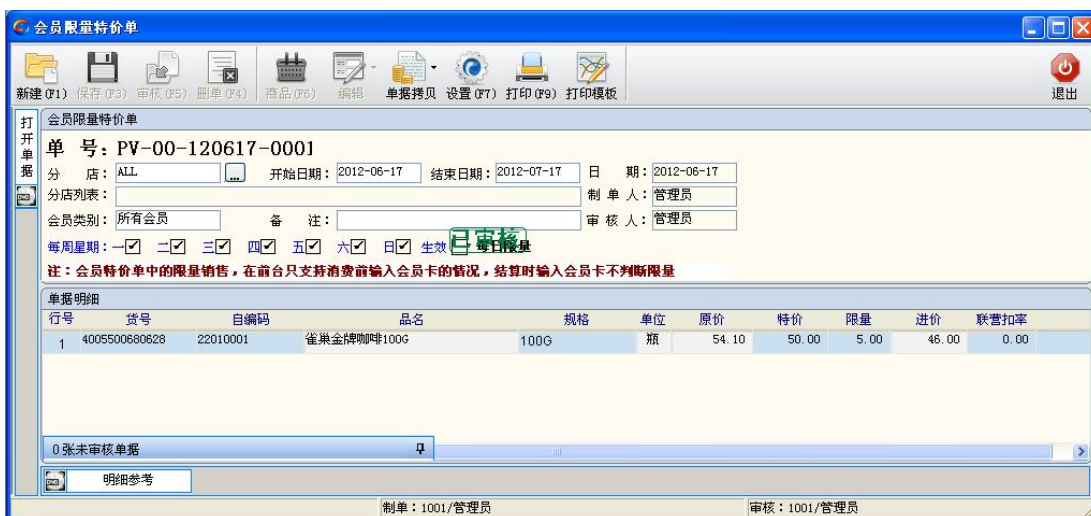 会员限量特价单
新建(F1) 保存(F3) 审核(F5) 删单(F4) 商品(F6) 编辑 单据拷贝 设置(F7) 打印(F9) 打印模板 退出
打开单据
会员限量特价单
单 号：PV-00-120617-0001
分 店：ALL ... 开始日期：2012-06-17 结束日期：2012-07-17 日 期：2012-06-17
分店列表： 制 单 人：管理员
会员类别：所有会员 备 注： 审 核 人：管理员
每周星期：一 二 三 四 五 六 日 生效 每日限量
已审核
注：会员特价单中的限量销售，在前台只支持消费前输入会员卡的情况，结算时输入会员卡不判断限量
单据明细
行号 货号 自编码 品名 规格 单位 原价 特价 限量 进价 联营扣率
1 4005500680628 22010001 雀巢金牌咖啡100G 100G 瓶 54.10 50.00 5.00 46.00 0.00
0张未审核单据
明细参考
制单：1001/管理员 审核：1001/管理员